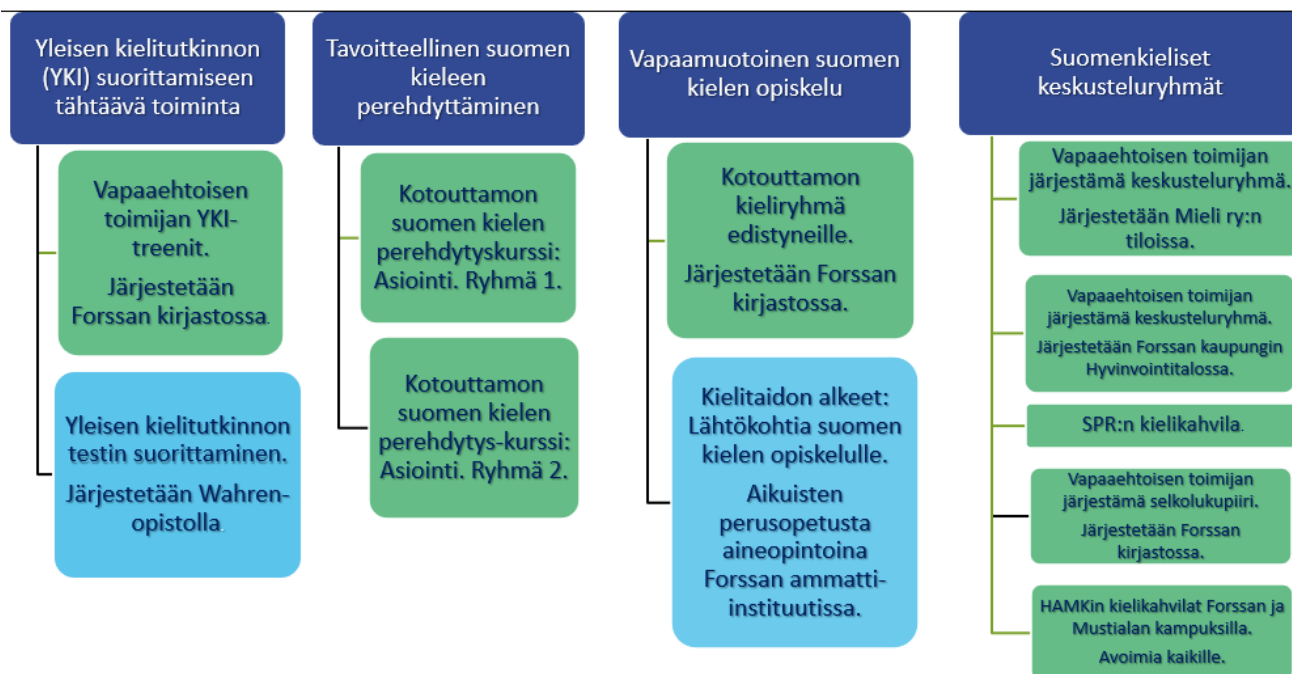 Yleisen kielitutkinnon
(YKI) suorittamiseen
tähtäävä toiminta
Vapaaehtoisen
toimijan YKI-
treenit.
Järjestetään
Forssan kirjastossa.
Yleisen kielitutkinnon
testin suorittaminen.
Järjestetään Wahren-
opistolla.
Tavoitteellinen suomen
kieleen
perehdyttäminen
Kotouttamon
suomen kielen
perehdytyskurssi:
Asiointi. Ryhmä 1.
Kotouttamon
suomen kielen
perehdytys-kurssi:
Asiointi. Ryhmä 2.
Vapaamuotoinen suomen
kielen opiskelu
Kotouttamon
kieliryhmä
edistyneille.
Järjestetään Forssan
kirjastossa.
Kielitaidon alkeet:
Lähtökohtia suomen
kielen opiskelulle.
Aikuisten
perusopetusta
aineopintoina
Forssan ammatti-
instituutissa.
Suomenkieliset
keskusteluryhmät
Vapaaehtoisen toimijan
järjestämä keskusteluryhmä.
Järjestetään Mieli ry:n
tiloissa.
Vapaaehtoisen toimijan
järjestämä keskusteluryhmä.
Järjestetään Forssan kaupungin
Hyvinvointitalossa.
SPR:n kielikahvila.
Vapaaehtoisen toimijan
järjestämä selkolukupiiri.
Järjestetään Forssan
kirjastossa.
HAMKin kielikahvilat Forssan ja
Mustialan kampuksilla.
Avoimia kaikille.